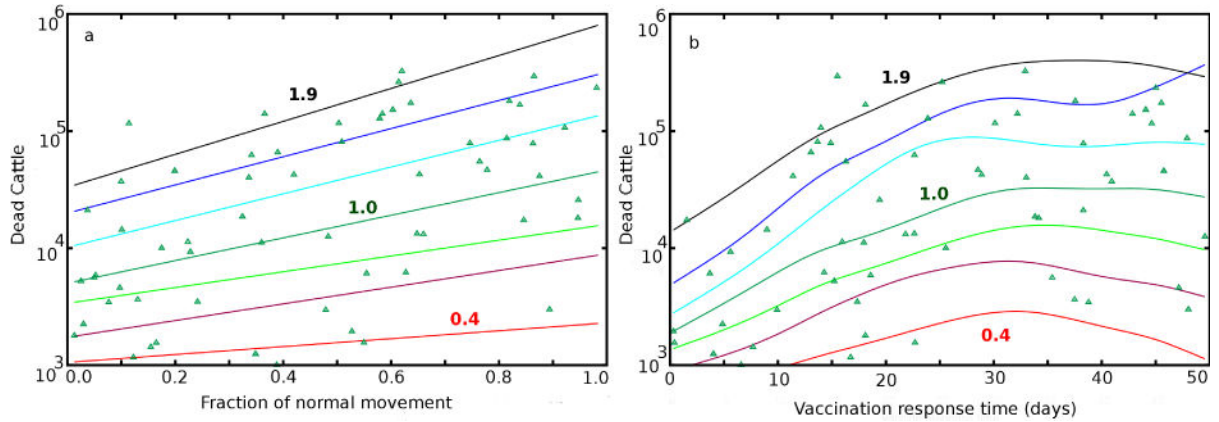 a
Dead Cattle
10^6
10^5
10^4
10^3
1.9
1.0
0.4
0.0 0.2 0.4 0.6 0.8 1.0
Fraction of normal movement
b
Dead Cattle
10^6
10^5
10^4
10^3
1.9
1.0
0.4
0 10 20 30 40 50
Vaccination response time (days)